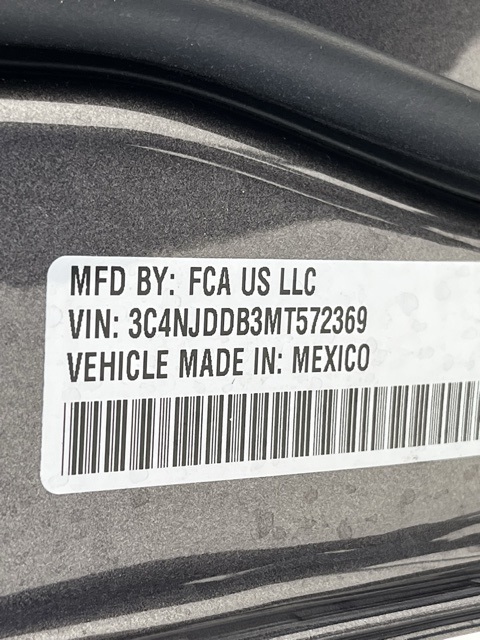 MFD BY: FCA US LLC
VIN: 3C4NJDDB3MT572369
VEHICLE MADE IN: MEXICO